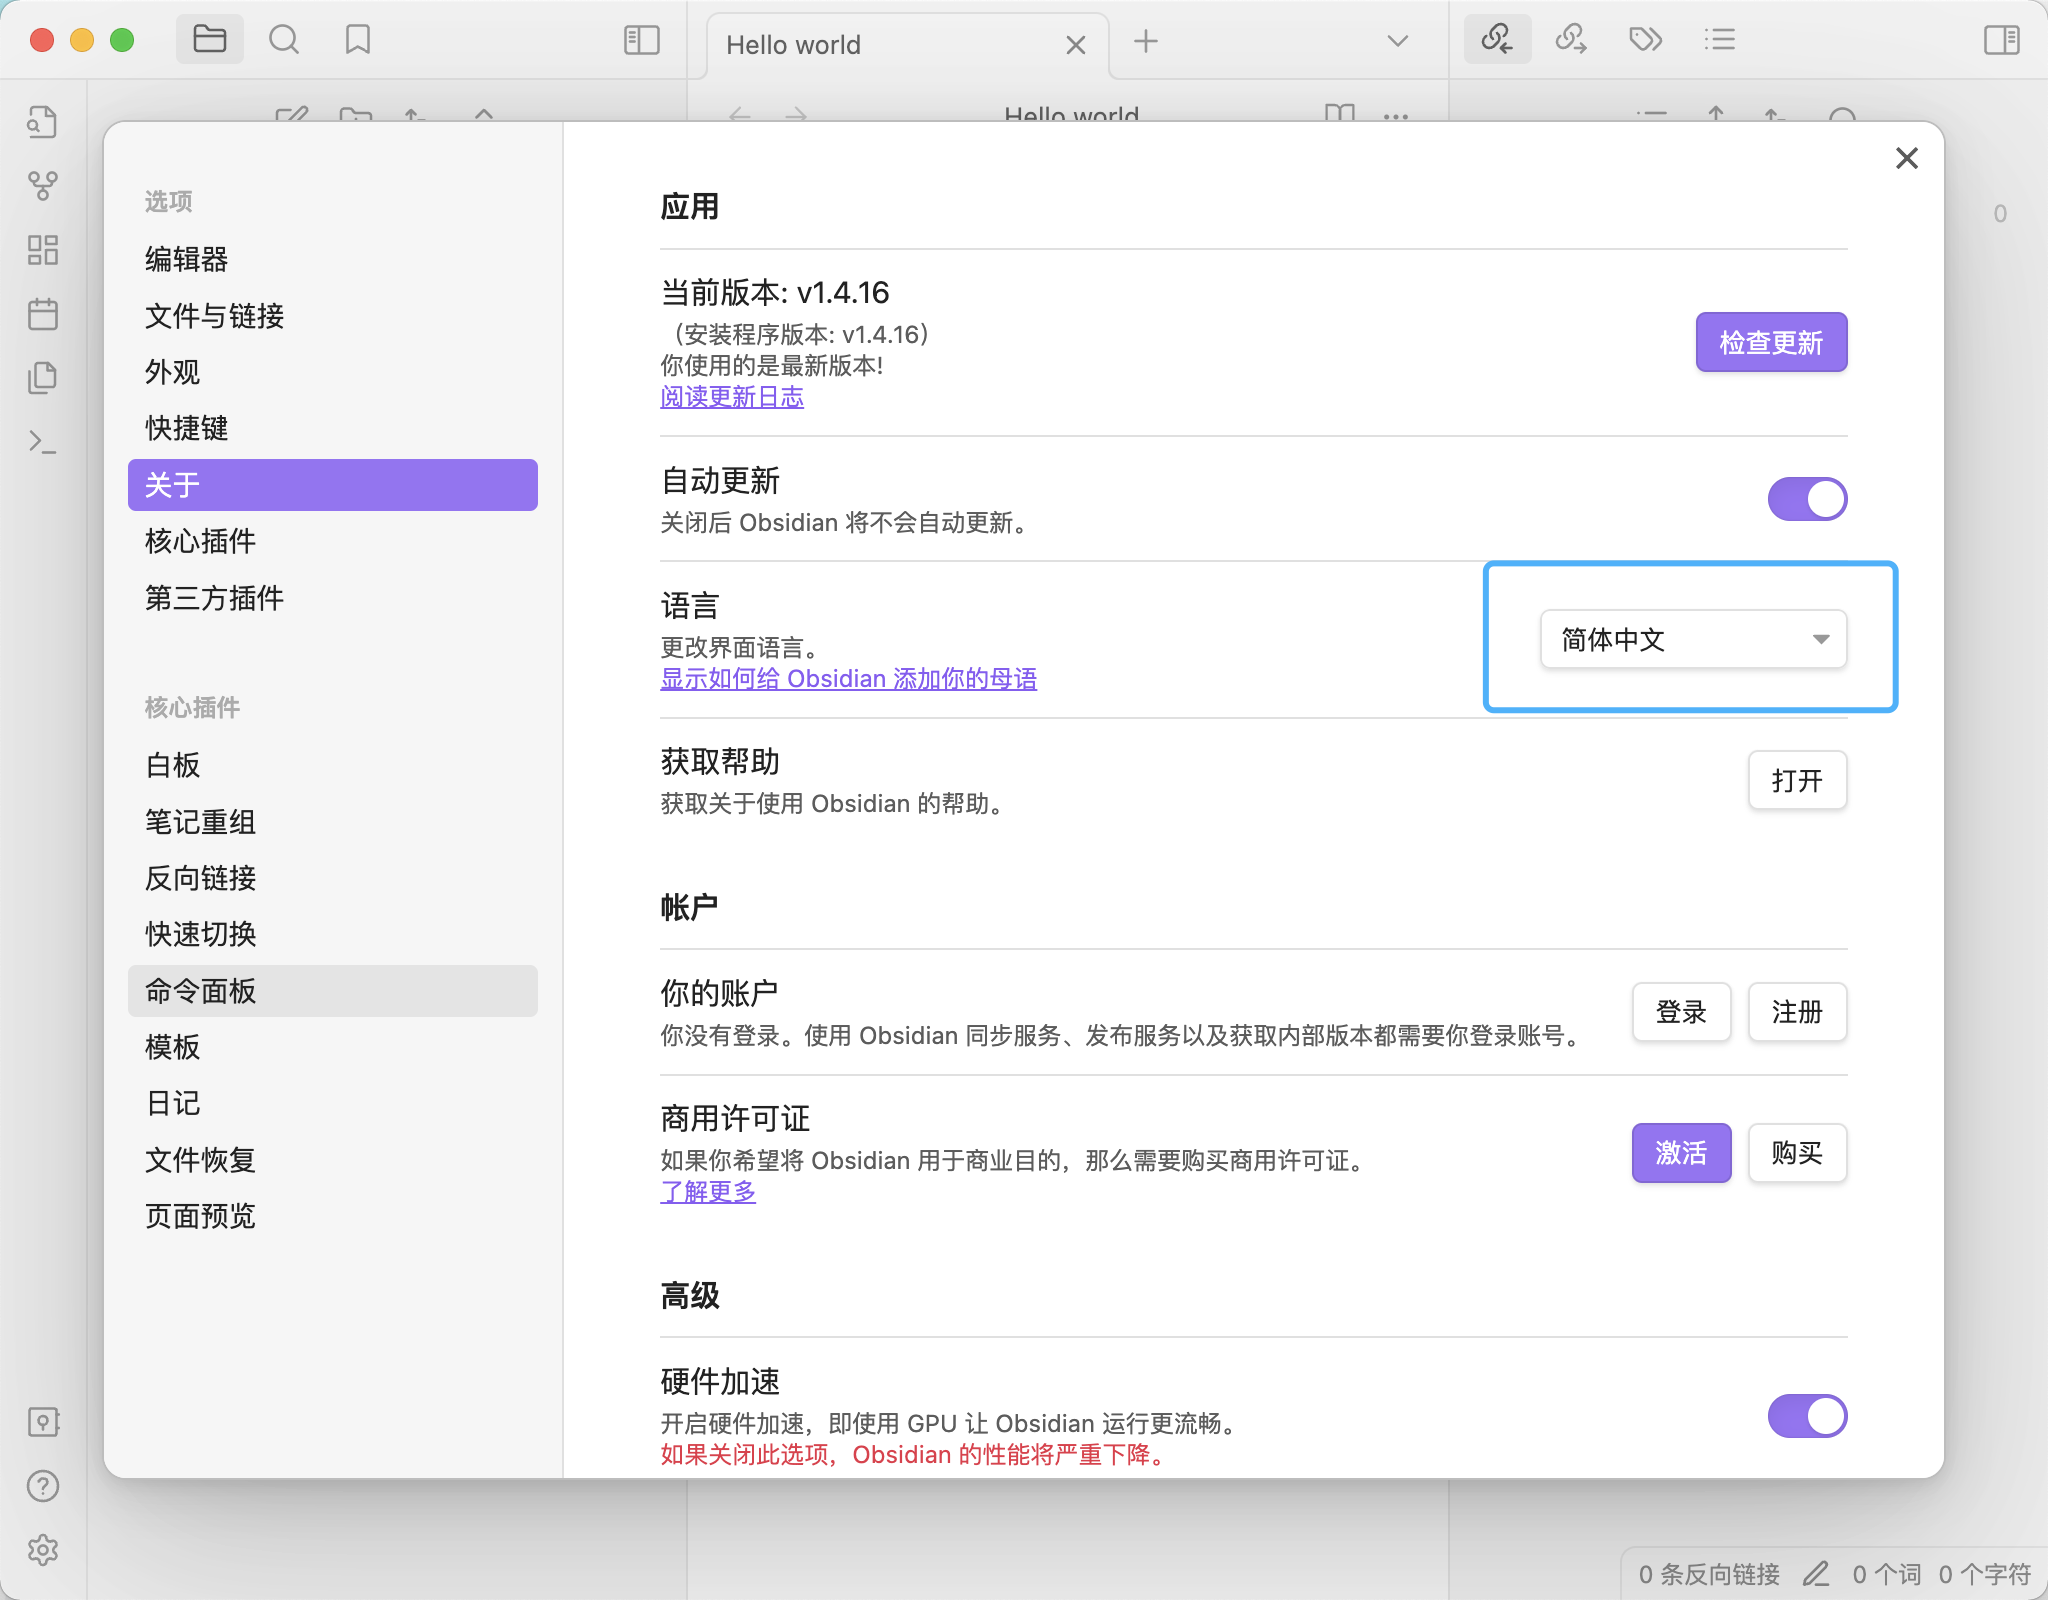 Hello world
Hello world
0
选项
编辑器
文件与链接
外观
快捷键
关于
核心插件
第三方插件
核心插件
白板
笔记重组
反向链接
快速切换
命令面板
模板
日记
文件恢复
页面预览
应用
当前版本: v1.4.16
（安装程序版本: v1.4.16）
你使用的是最新版本!
阅读更新日志
检查更新
自动更新
关闭后 Obsidian 将不会自动更新。
语言
更改界面语言。
显示如何给 Obsidian 添加你的母语
简体中文
获取帮助
获取关于使用 Obsidian 的帮助。
打开
帐户
你的账户
你没有登录。使用 Obsidian 同步服务、发布服务以及获取内部版本都需要你登录账号。
登录
注册
商用许可证
如果你希望将 Obsidian 用于商业目的，那么需要购买商用许可证。
了解更多
激活
购买
高级
硬件加速
开启硬件加速，即使用 GPU 让 Obsidian 运行更流畅。
如果关闭此选项，Obsidian 的性能将严重下降。
0 条反向链接 0 个词 0 个字符